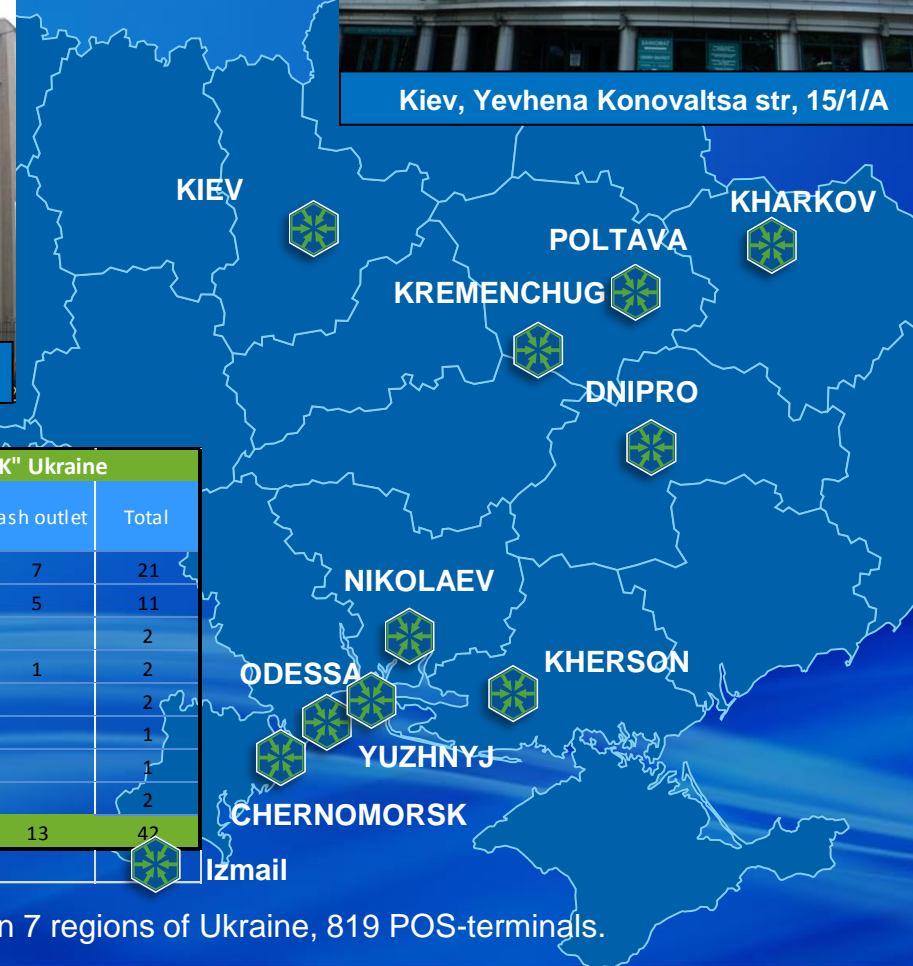 Kiev, Yevhena Konovaltsa str, 15/1/A
KIEV
KHARKOV
POLTAVA
KREMENCHUG
DNIPRO
K" Ukraine
ash outlet Total
7 21
5 11
2
1 2
2
1
1
2
13 42
NIKOLAEV
KHERSON
ODESSA
YUZHNYJ
CHERNOMORSK
Izmail
n 7 regions of Ukraine, 819 POS-terminals.